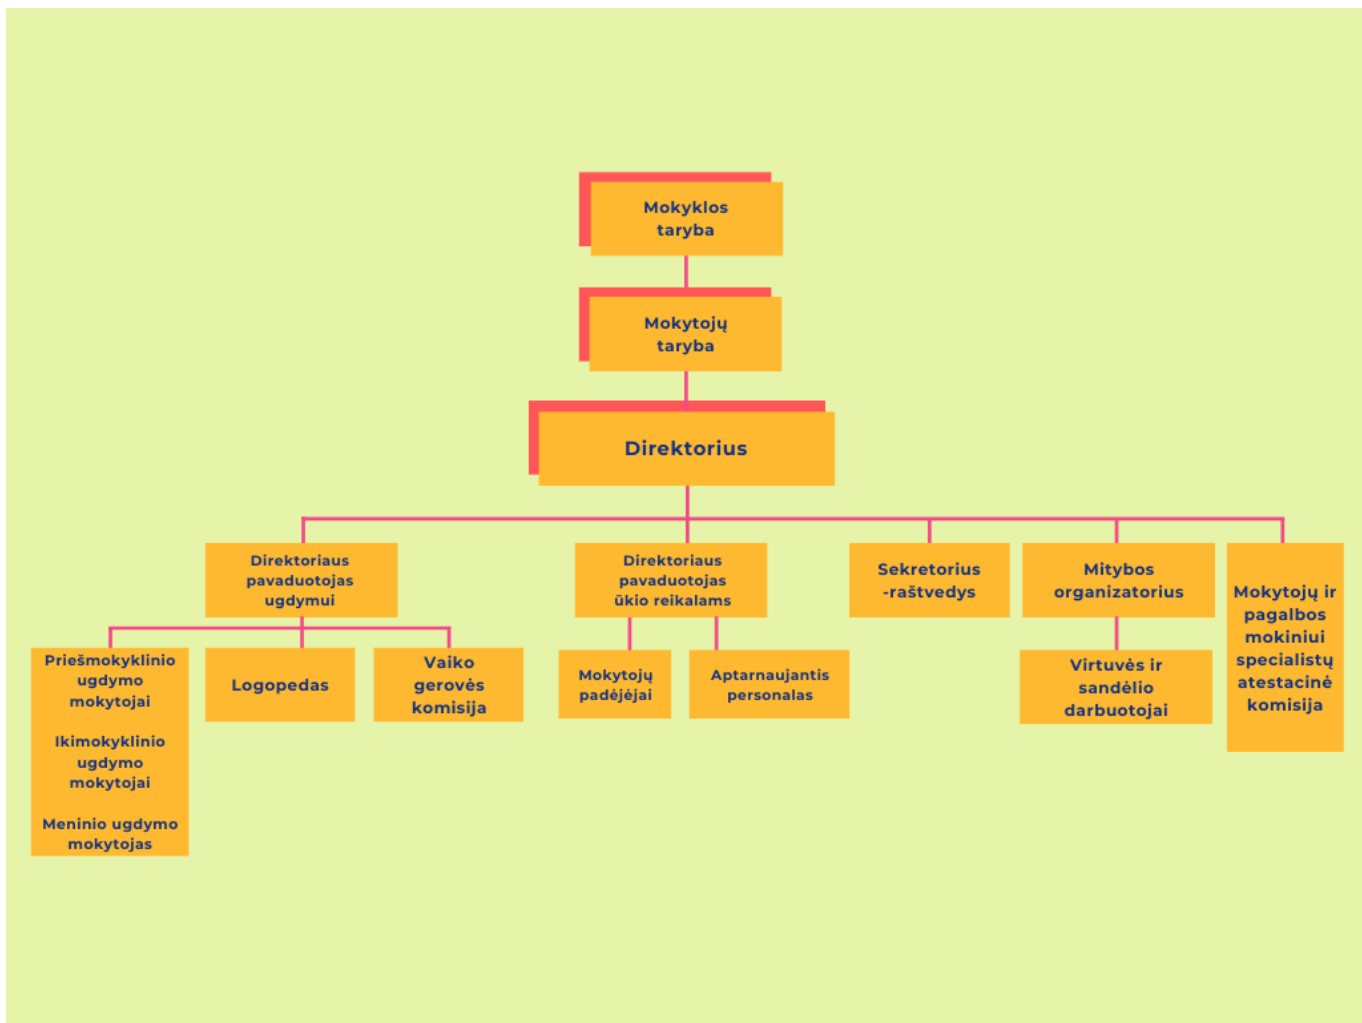 Mokyklos
taryba
Mokytojų
taryba
Direktorius
Direktoriaus
pavaduotojas
ugdymui
Direktoriaus
pavaduotojas
ūkio reikalams
Sekretorius
-raštvedys
Mitybos
organizatorius
Mokytojų ir
pagalbos
mokiniui
specialistų
atestacinė
komisija
Priešmokyklinio
ugdymo
mokytojai
Ikimokyklinio
ugdymo
mokytojai
Meninio ugdymo
mokytojas
Logopedas
Vaiko
gerovės
komisija
Mokytojų
padėjėjai
Aptarnaujantis
personalas
Virtuvės ir
sandėlio
darbuotojai